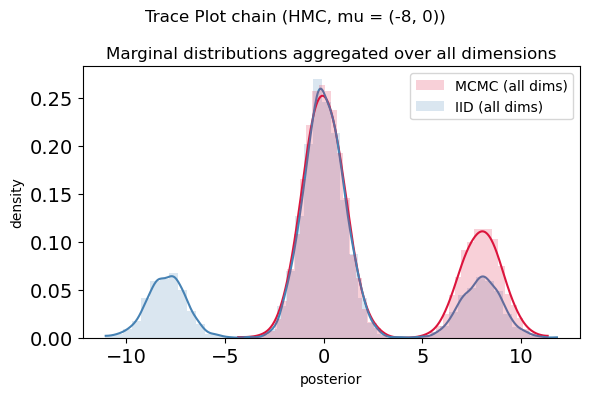 Trace Plot chain (HMC, mu = (-8, 0))
Marginal distributions aggregated over all dimensions
MCMC (all dims)
IID (all dims)
density
0.25
0.20
0.15
0.10
0.05
0.00
−10
−5
0
5
10
posterior